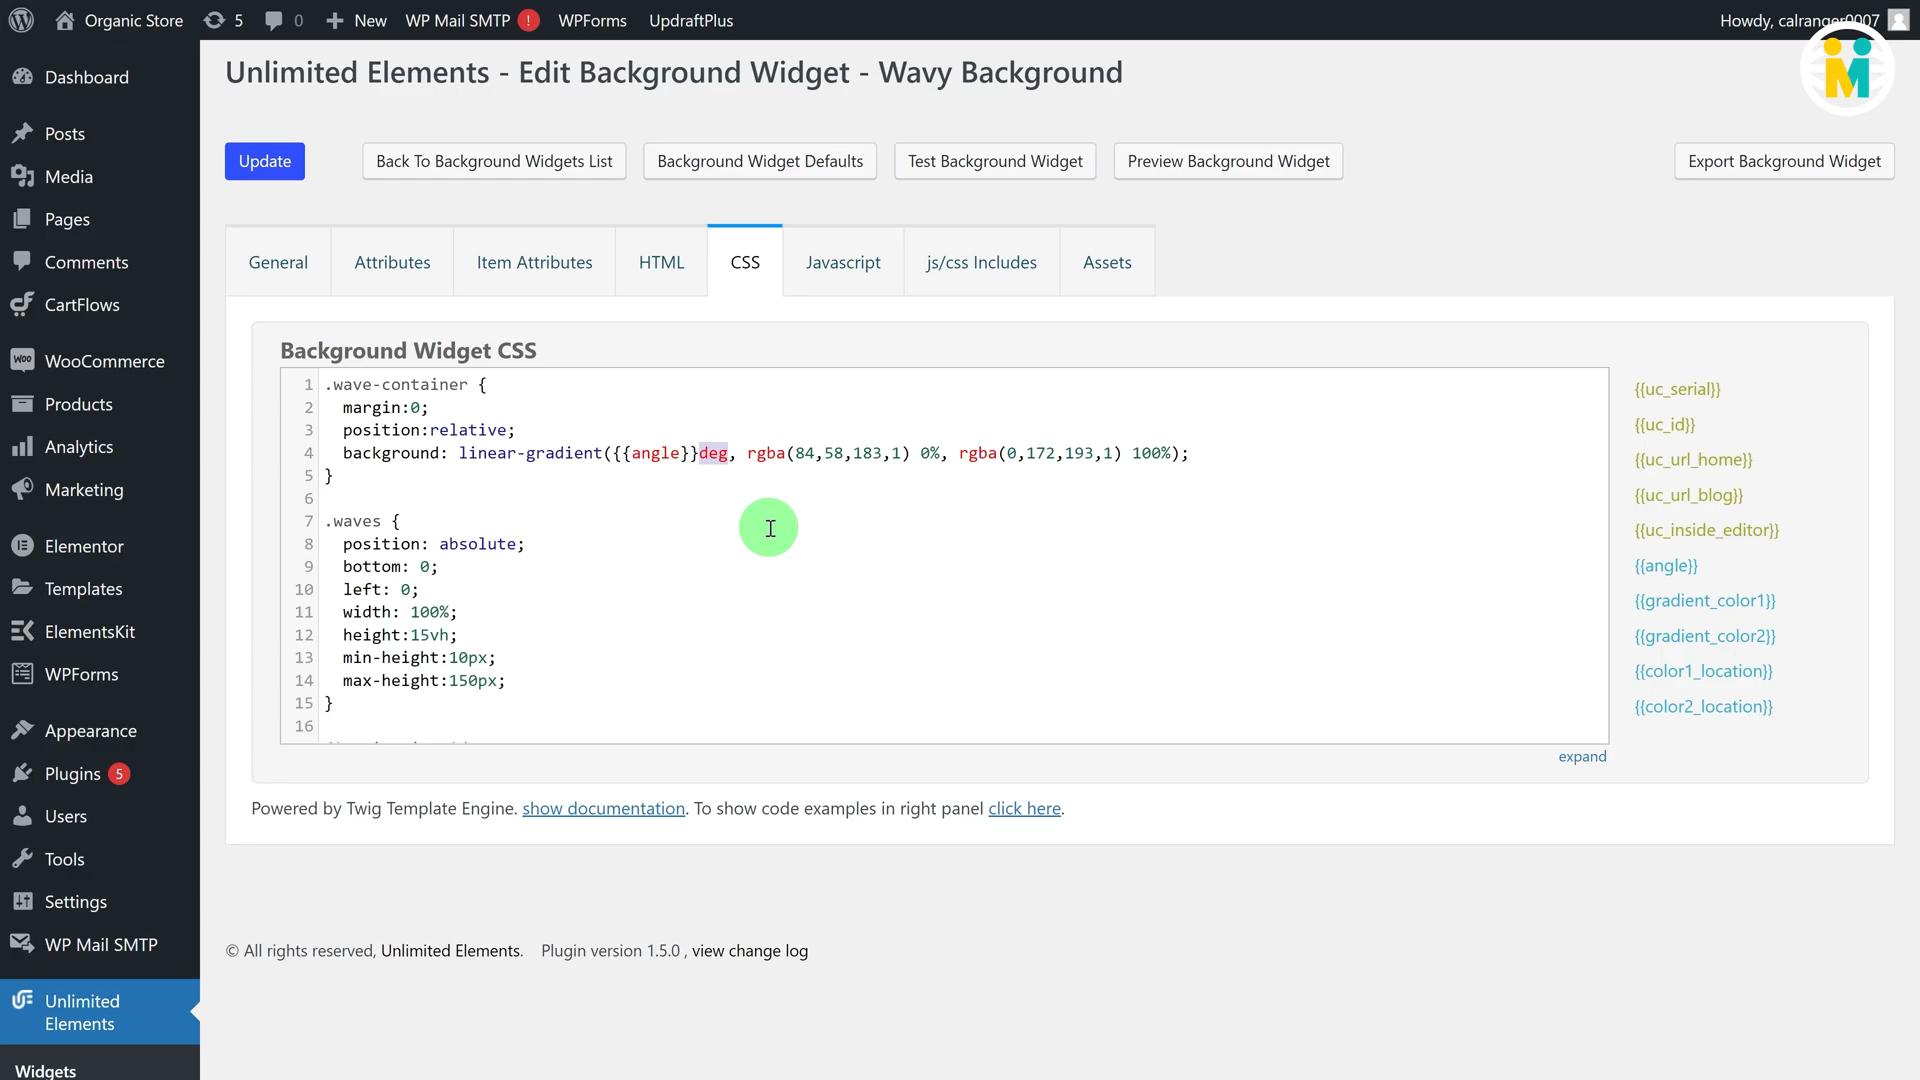 Organic Store
5
0
New
WP Mail SMTP !
WPForms
UpdraftPlus
Howdy, calranger0007
M
Dashboard
Posts
Media
Pages
Comments
CartFlows
WooCommerce
Products
Analytics
Marketing
Elementor
Templates
ElementsKit
WPForms
Appearance
Plugins 5
Users
Tools
Settings
WP Mail SMTP
Unlimited
Elements
Widgets
Unlimited Elements - Edit Background Widget - Wavy Background
Update
Back To Background Widgets List
Background Widget Defaults
Test Background Widget
Preview Background Widget
Export Background Widget
General
Attributes
Item Attributes
HTML
CSS
Javascript
js/css Includes
Assets
Background Widget CSS
1 .wave-container {
2 margin:0;
3 position:relative;
4 background: linear-gradient({{angle}}deg, rgba(84,58,183,1) 0%, rgba(0,172,193,1) 100%);
5 }
6
7 .waves {
8 position: absolute;
9 bottom: 0;
10 left: 0;
11 width: 100%;
12 height:15vh;
13 min-height:10px;
14 max-height:150px;
15 }
16
{{uc_serial}}
{{uc_id}}
{{uc_url_home}}
{{uc_url_blog}}
{{uc_inside_editor}}
{{angle}}
{{gradient_color1}}
{{gradient_color2}}
{{color1_location}}
{{color2_location}}
expand
Powered by Twig Template Engine. show documentation. To show code examples in right panel click here.
© All rights reserved, Unlimited Elements. Plugin version 1.5.0 , view change log